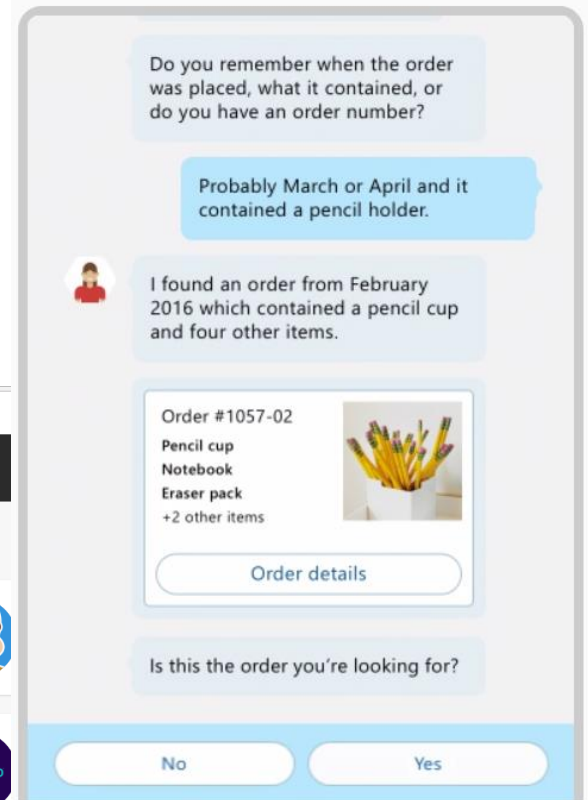 Do you remember when the order
was placed, what it contained, or
do you have an order number?
Probably March or April and it
contained a pencil holder.
I found an order from February
2016 which contained a pencil cup
and four other items.
Order #1057-02
Pencil cup
Notebook
Eraser pack
+2 other items
Order details
Is this the order you’re looking for?
No
Yes